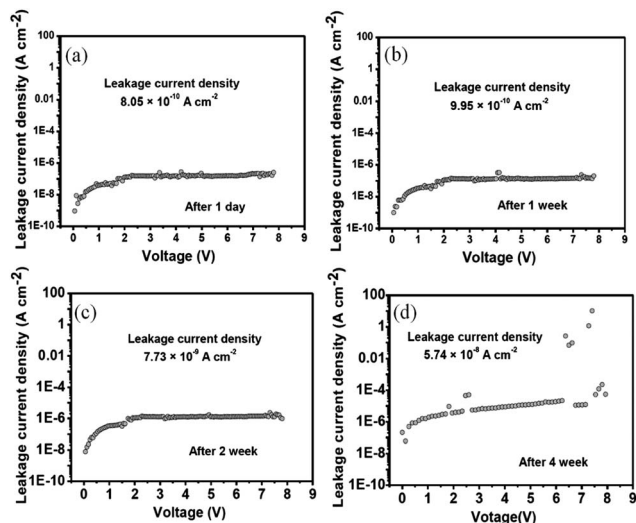 (a)
Leakage current density (A cm⁻²)
100
1
0.01
1E-4
1E-6
1E-8
1E-10
Leakage current density
8.05 × 10⁻¹⁰ A cm⁻²
After 1 day
0 1 2 3 4 5 6 7 8 9
Voltage (V)
(b)
Leakage current density (A cm⁻²)
100
1
0.01
1E-4
1E-6
1E-8
1E-10
Leakage current density
9.95 × 10⁻¹⁰ A cm⁻²
After 1 week
0 1 2 3 4 5 6 7 8 9
Voltage (V)
(c)
Leakage current density (A cm⁻²)
100
1
0.01
1E-4
1E-6
1E-8
1E-10
Leakage current density
7.73 × 10⁻⁹ A cm⁻²
After 2 week
0 1 2 3 4 5 6 7 8 9
Voltage (V)
(d)
Leakage current density (A cm⁻²)
100
1
0.01
1E-4
1E-6
1E-8
1E-10
Leakage current density
5.74 × 10⁻⁸ A cm⁻²
After 4 week
0 1 2 3 4 5 6 7 8 9
Votage(V)